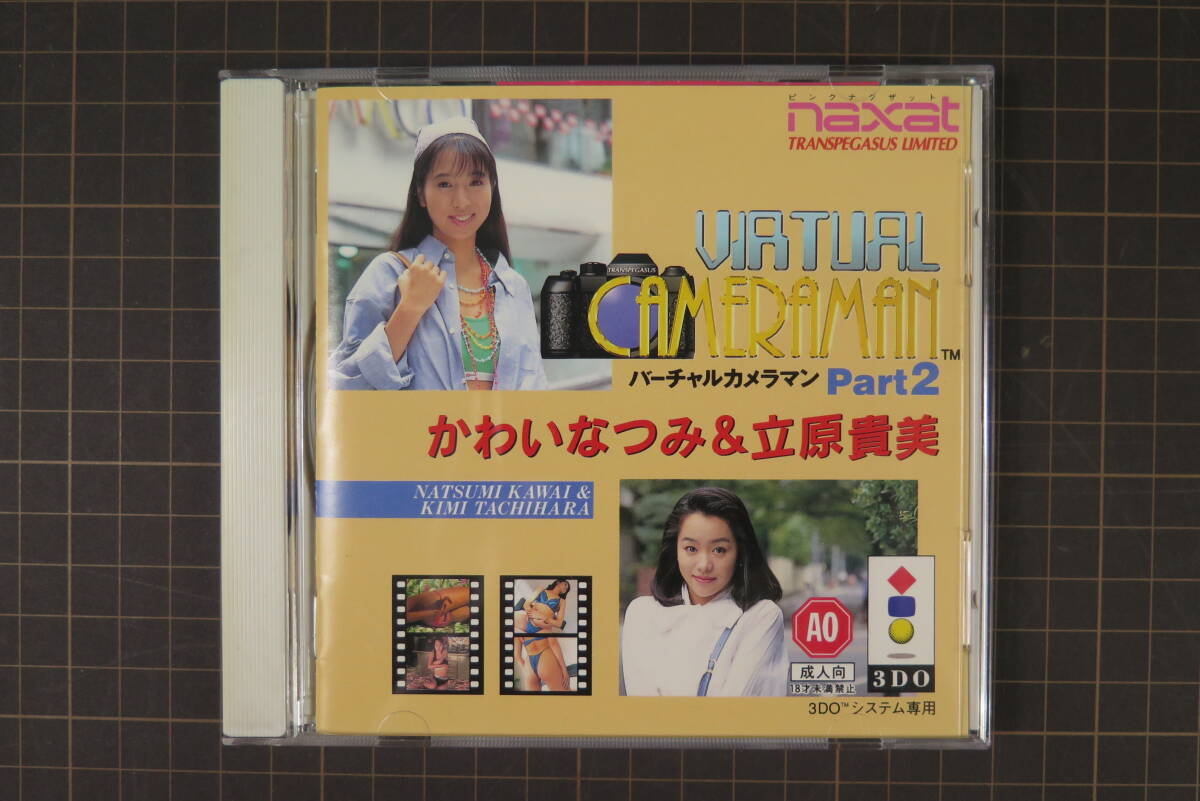 ピンクナグザット
naxat
TRANSPEGASUS LIMITED
VIRTUAL
TRANSPEGASUS
CAMERAMAN™
バーチャルカメラマン Part2
かわいなつみ&立原貴美
NATSUMI KAWAI &
KIMI TACHIHARA
AO
成人向
18才未満禁止
3DO
3DO™システム専用